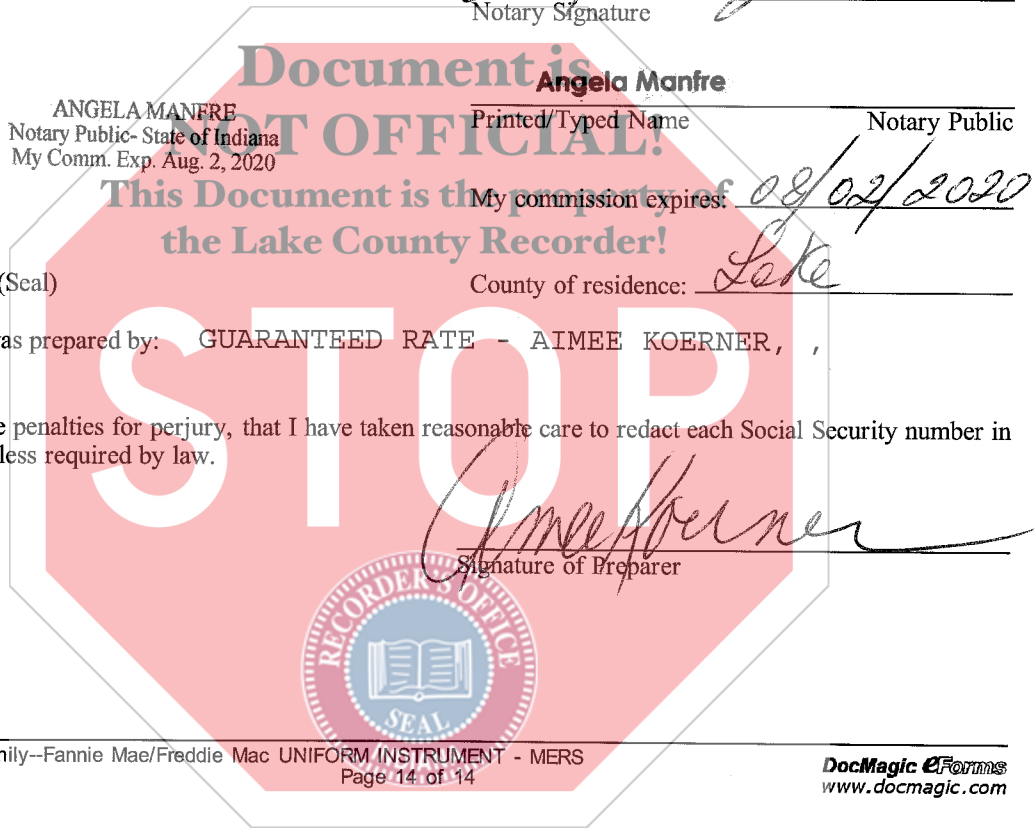 Notary Signature
Document is
Angela Manfre
ANGELA MANFRE
Notary Public- State of Indiana
My Comm. Exp. Aug. 2, 2020
Printed/Typed Name Notary Public
NOT OFFICIAL!
This Document is the property of
the Lake County Recorder!
My commission expires: 08/02/2020
(Seal)
County of residence: Lake
as prepared by: GUARANTEED RATE - AIMEE KOERNER, ,
STOP
e penalties for perjury, that I have taken reasonable care to redact each Social Security number in
less required by law.
Aimee Koerner
Signature of Preparer
RECORDER'S OFFICE
SEAL
INDIANA
nily--Fannie Mae/Freddie Mac UNIFORM INSTRUMENT - MERS
Page 14 of 14
DocMagic eForms
www.docmagic.com